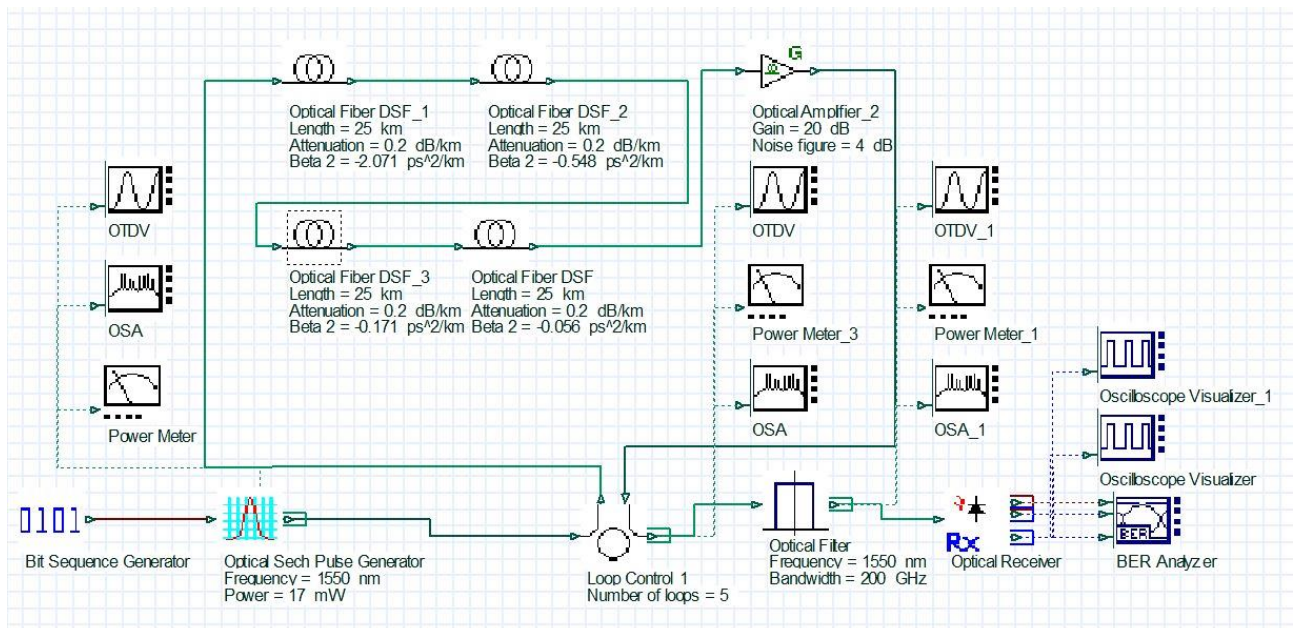 G
Optical Fiber DSF_1
Length = 25 km
Attenuation = 0.2 dB/km
Beta 2 = -2.071 ps^2/km
Optical Fiber DSF_2
Length = 25 km
Attenuation = 0.2 dB/km
Beta 2 = -0.548 ps^2/km
Optical Amplifier_2
Gain = 20 dB
Noise figure = 4 dB
OTDV
OTDV
OTDV_1
Optical Fiber DSF_3
Length = 25 km
Attenuation = 0.2 dB/km
Beta 2 = -0.171 ps^2/km
Optical Fiber DSF
Length = 25 km
Attenuation = 0.2 dB/km
Beta 2 = -0.056 ps^2/km
OSA
Power Meter_3
Power Meter_1
Power Meter
OSA
OSA_1
Oscilloscope Visualizer_1
Oscilloscope Visualizer
0101
Bit Sequence Generator
Optical Sech Pulse Generator
Frequency = 1550 nm
Power = 17 mW
Loop Control 1
Number of loops = 5
Optical Filter
Frequency = 1550 nm
Bandwidth = 200 GHz
Rx
Optical Receiver
BER
BER Analyzer